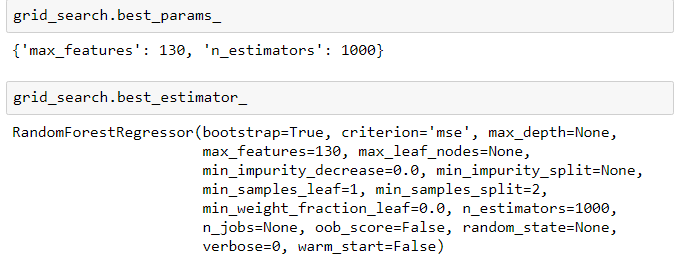 grid_search.best_params_
{'max_features': 130, 'n_estimators': 1000}
grid_search.best_estimator_
RandomForestRegressor(bootstrap=True, criterion='mse', max_depth=None,
max_features=130, max_leaf_nodes=None,
min_impurity_decrease=0.0, min_impurity_split=None,
min_samples_leaf=1, min_samples_split=2,
min_weight_fraction_leaf=0.0, n_estimators=1000,
n_jobs=None, oob_score=False, random_state=None,
verbose=0, warm_start=False)